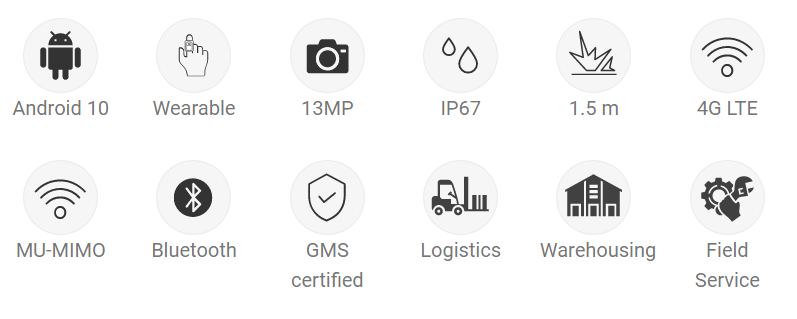 Android 10 Wearable 13MP IP67 1.5 m 4G LTE
MU-MIMO Bluetooth GMS certified Logistics Warehousing Field Service